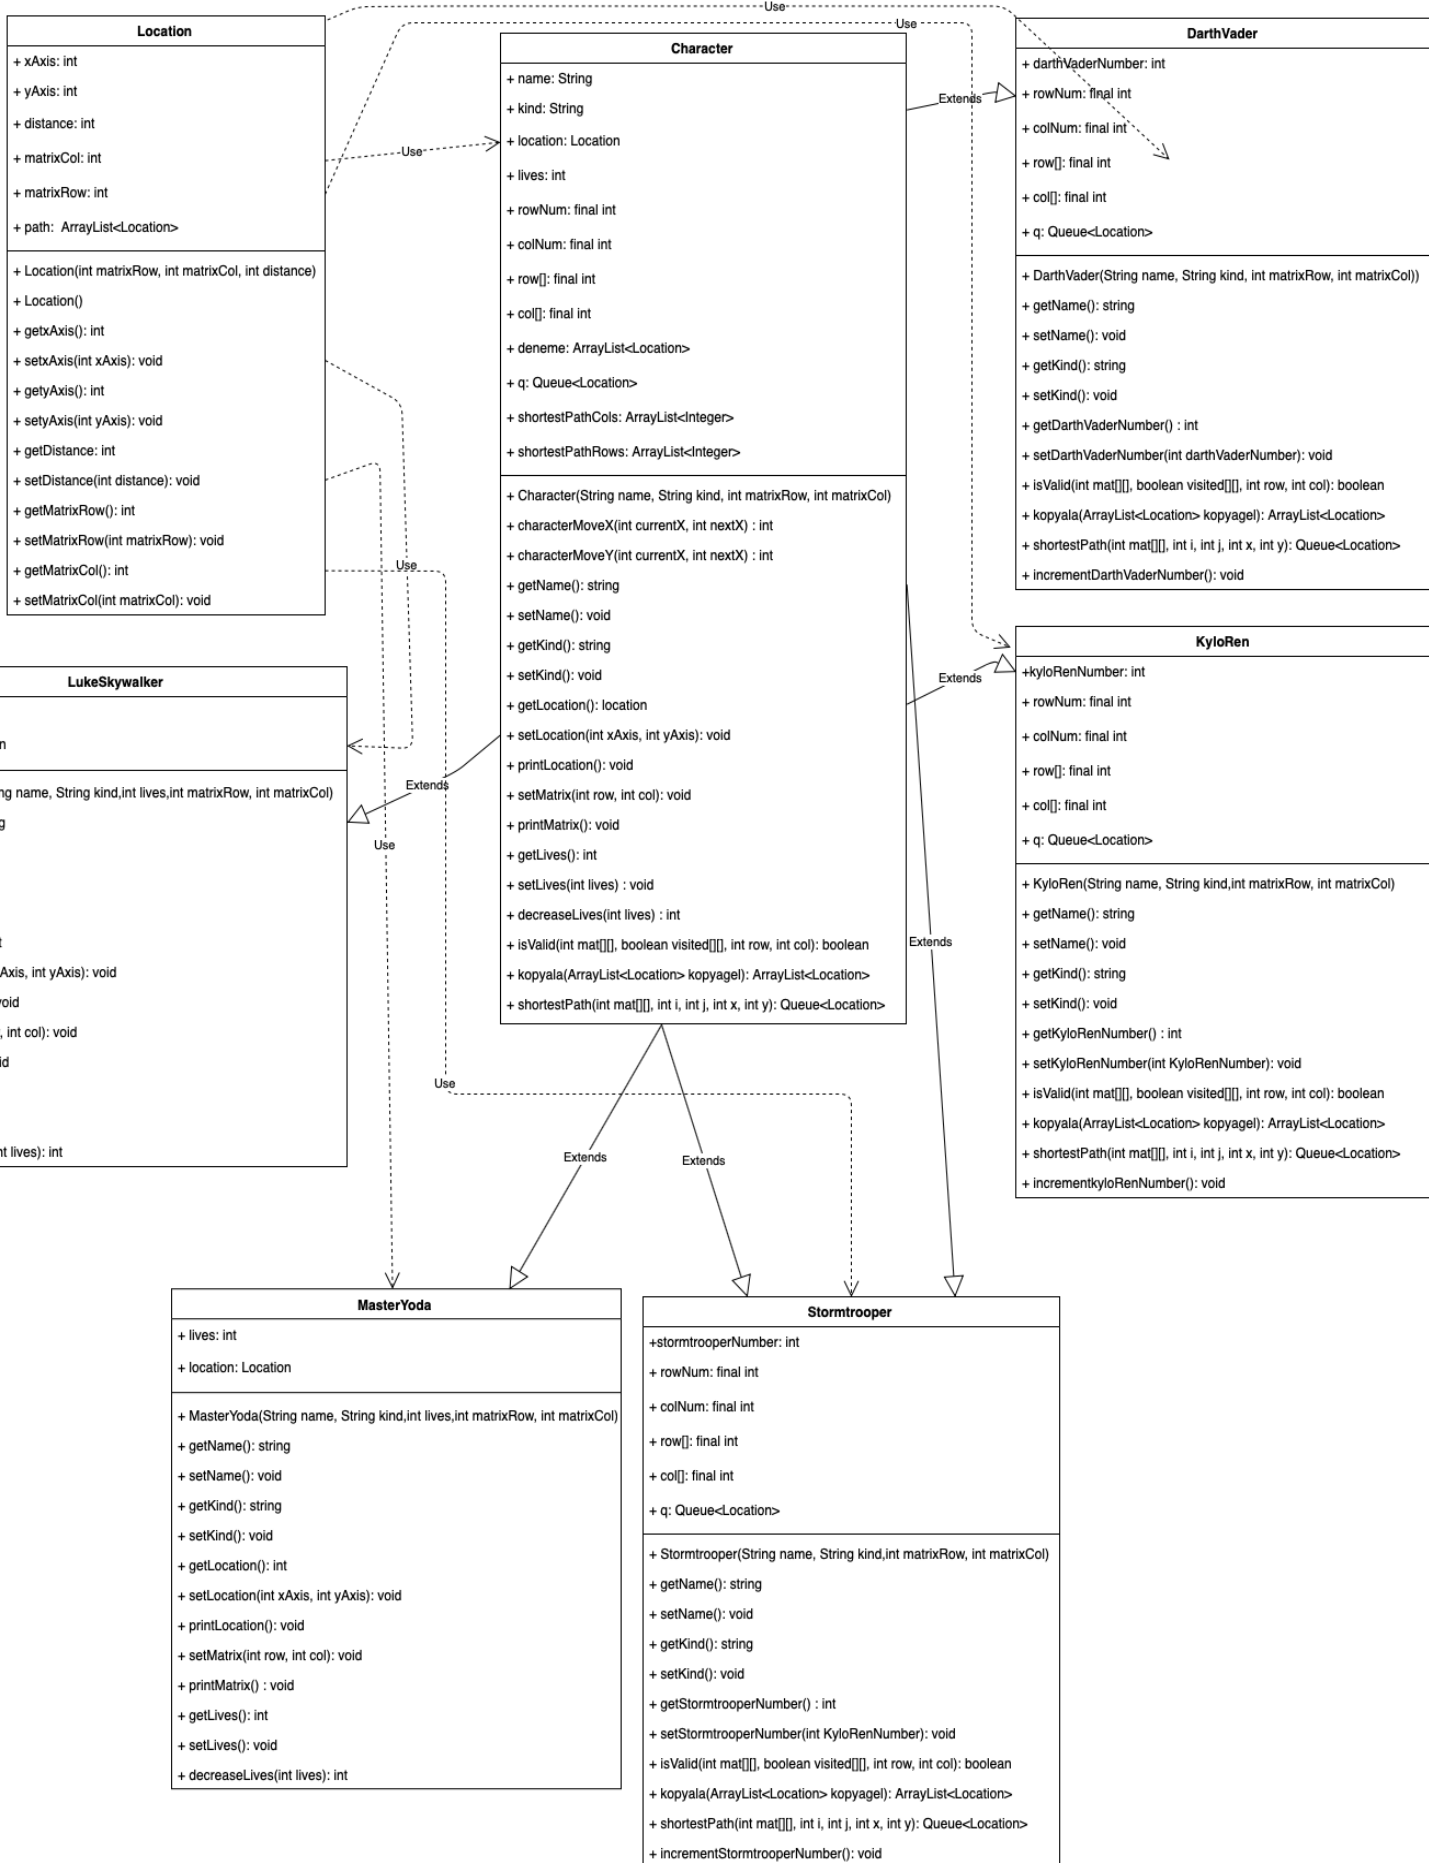 Location
+ xAxis: int
+ yAxis: int
+ distance: int
+ matrixCol: int
+ matrixRow: int
+ path: ArrayList<Location>
+ Location(int matrixRow, int matrixCol, int distance)
+ Location()
+ getxAxis(): int
+ setxAxis(int xAxis): void
+ getyAxis(): int
+ setyAxis(int yAxis): void
+ getDistance: int
+ setDistance(int distance): void
+ getMatrixRow(): int
+ setMatrixRow(int matrixRow): void
+ getMatrixCol(): int
+ setMatrixCol(int matrixCol): void
Use
Use
Use
Use
Use
Use
Character
+ name: String
+ kind: String
+ location: Location
+ lives: int
+ rowNum: final int
+ colNum: final int
+ row[]: final int
+ col[]: final int
+ deneme: ArrayList<Location>
+ q: Queue<Location>
+ shortestPathCols: ArrayList<Integer>
+ shortestPathRows: ArrayList<Integer>
+ Character(String name, String kind, int matrixRow, int matrixCol)
+ characterMoveX(int currentX, int nextX) : int
+ characterMoveY(int currentX, int nextX) : int
+ getName(): string
+ setName(): void
+ getKind(): string
+ setKind(): void
+ getLocation(): location
+ setLocation(int xAxis, int yAxis): void
+ printLocation(): void
+ setMatrix(int row, int col): void
+ printMatrix(): void
+ getLives(): int
+ setLives(int lives) : void
+ decreaseLives(int lives) : int
+ isValid(int mat[][], boolean visited[][], int row, int col): boolean
+ kopyala(ArrayList<Location> kopyagel): ArrayList<Location>
+ shortestPath(int mat[][], int i, int j, int x, int y): Queue<Location>
Extends
Extends
Extends
Extends
Extends
Extends
DarthVader
+ darthVaderNumber: int
+ rowNum: final int
+ colNum: final int
+ row[]: final int
+ col[]: final int
+ q: Queue<Location>
+ DarthVader(String name, String kind, int matrixRow, int matrixCol))
+ getName(): string
+ setName(): void
+ getKind(): string
+ setKind(): void
+ getDarthVaderNumber() : int
+ setDarthVaderNumber(int darthVaderNumber): void
+ isValid(int mat[][], boolean visited[][], int row, int col): boolean
+ kopyala(ArrayList<Location> kopyagel): ArrayList<Location>
+ shortestPath(int mat[][], int i, int j, int x, int y): Queue<Location>
+ incrementDarthVaderNumber(): void
KyloRen
+kyloRenNumber: int
+ rowNum: final int
+ colNum: final int
+ row[]: final int
+ col[]: final int
+ q: Queue<Location>
+ KyloRen(String name, String kind,int matrixRow, int matrixCol)
+ getName(): string
+ setName(): void
+ getKind(): string
+ setKind(): void
+ getKyloRenNumber() : int
+ setKyloRenNumber(int KyloRenNumber): void
+ isValid(int mat[][], boolean visited[][], int row, int col): boolean
+ kopyala(ArrayList<Location> kopyagel): ArrayList<Location>
+ shortestPath(int mat[][], int i, int j, int x, int y): Queue<Location>
+ incrementkyloRenNumber(): void
LukeSkywalker
name, String kind,int lives,int matrixRow, int matrixCol)
int yAxis): void
, int col): void
lives): int
MasterYoda
+ lives: int
+ location: Location
+ MasterYoda(String name, String kind,int lives,int matrixRow, int matrixCol)
+ getName(): string
+ setName(): void
+ getKind(): string
+ setKind(): void
+ getLocation(): int
+ setLocation(int xAxis, int yAxis): void
+ printLocation(): void
+ setMatrix(int row, int col): void
+ printMatrix() : void
+ getLives(): int
+ setLives(): void
+ decreaseLives(int lives): int
Stormtrooper
+stormtrooperNumber: int
+ rowNum: final int
+ colNum: final int
+ row[]: final int
+ col[]: final int
+ q: Queue<Location>
+ Stormtrooper(String name, String kind,int matrixRow, int matrixCol)
+ getName(): string
+ setName(): void
+ getKind(): string
+ setKind(): void
+ getStormtrooperNumber() : int
+ setStormtrooperNumber(int KyloRenNumber): void
+ isValid(int mat[][], boolean visited[][], int row, int col): boolean
+ kopyala(ArrayList<Location> kopyagel): ArrayList<Location>
+ shortestPath(int mat[][], int i, int j, int x, int y): Queue<Location>
+ incrementStormtrooperNumber(): void